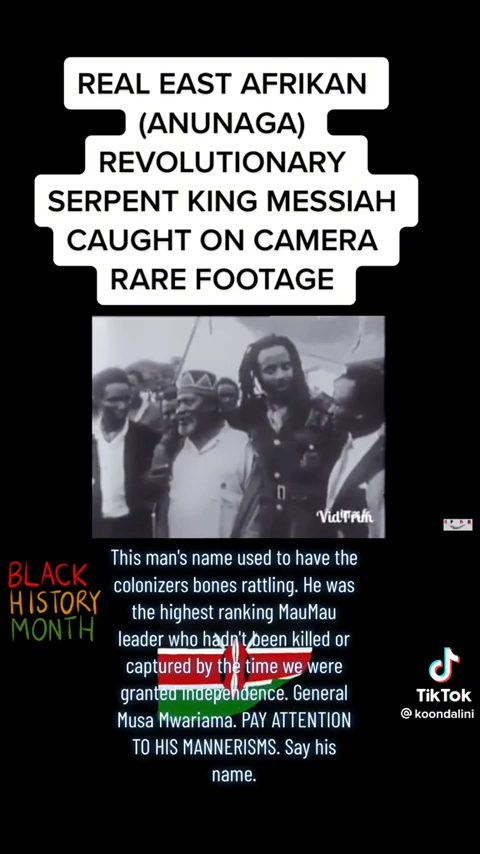 REAL EAST AFRIKAN
(ANUNAGA)
REVOLUTIONARY
SERPENT KING MESSIAH
CAUGHT ON CAMERA
RARE FOOTAGE
VidTrim
BLACK
HISTORY
MONTH
This man's name used to have the
colonizers bones rattling. He was
the highest ranking MauMau
leader who hadn't been killed or
captured by the time we were
granted independence. General
Musa Mwariama. PAY ATTENTION
TO HIS MANNERISMS. Say his
name.
TikTok
@koondalini